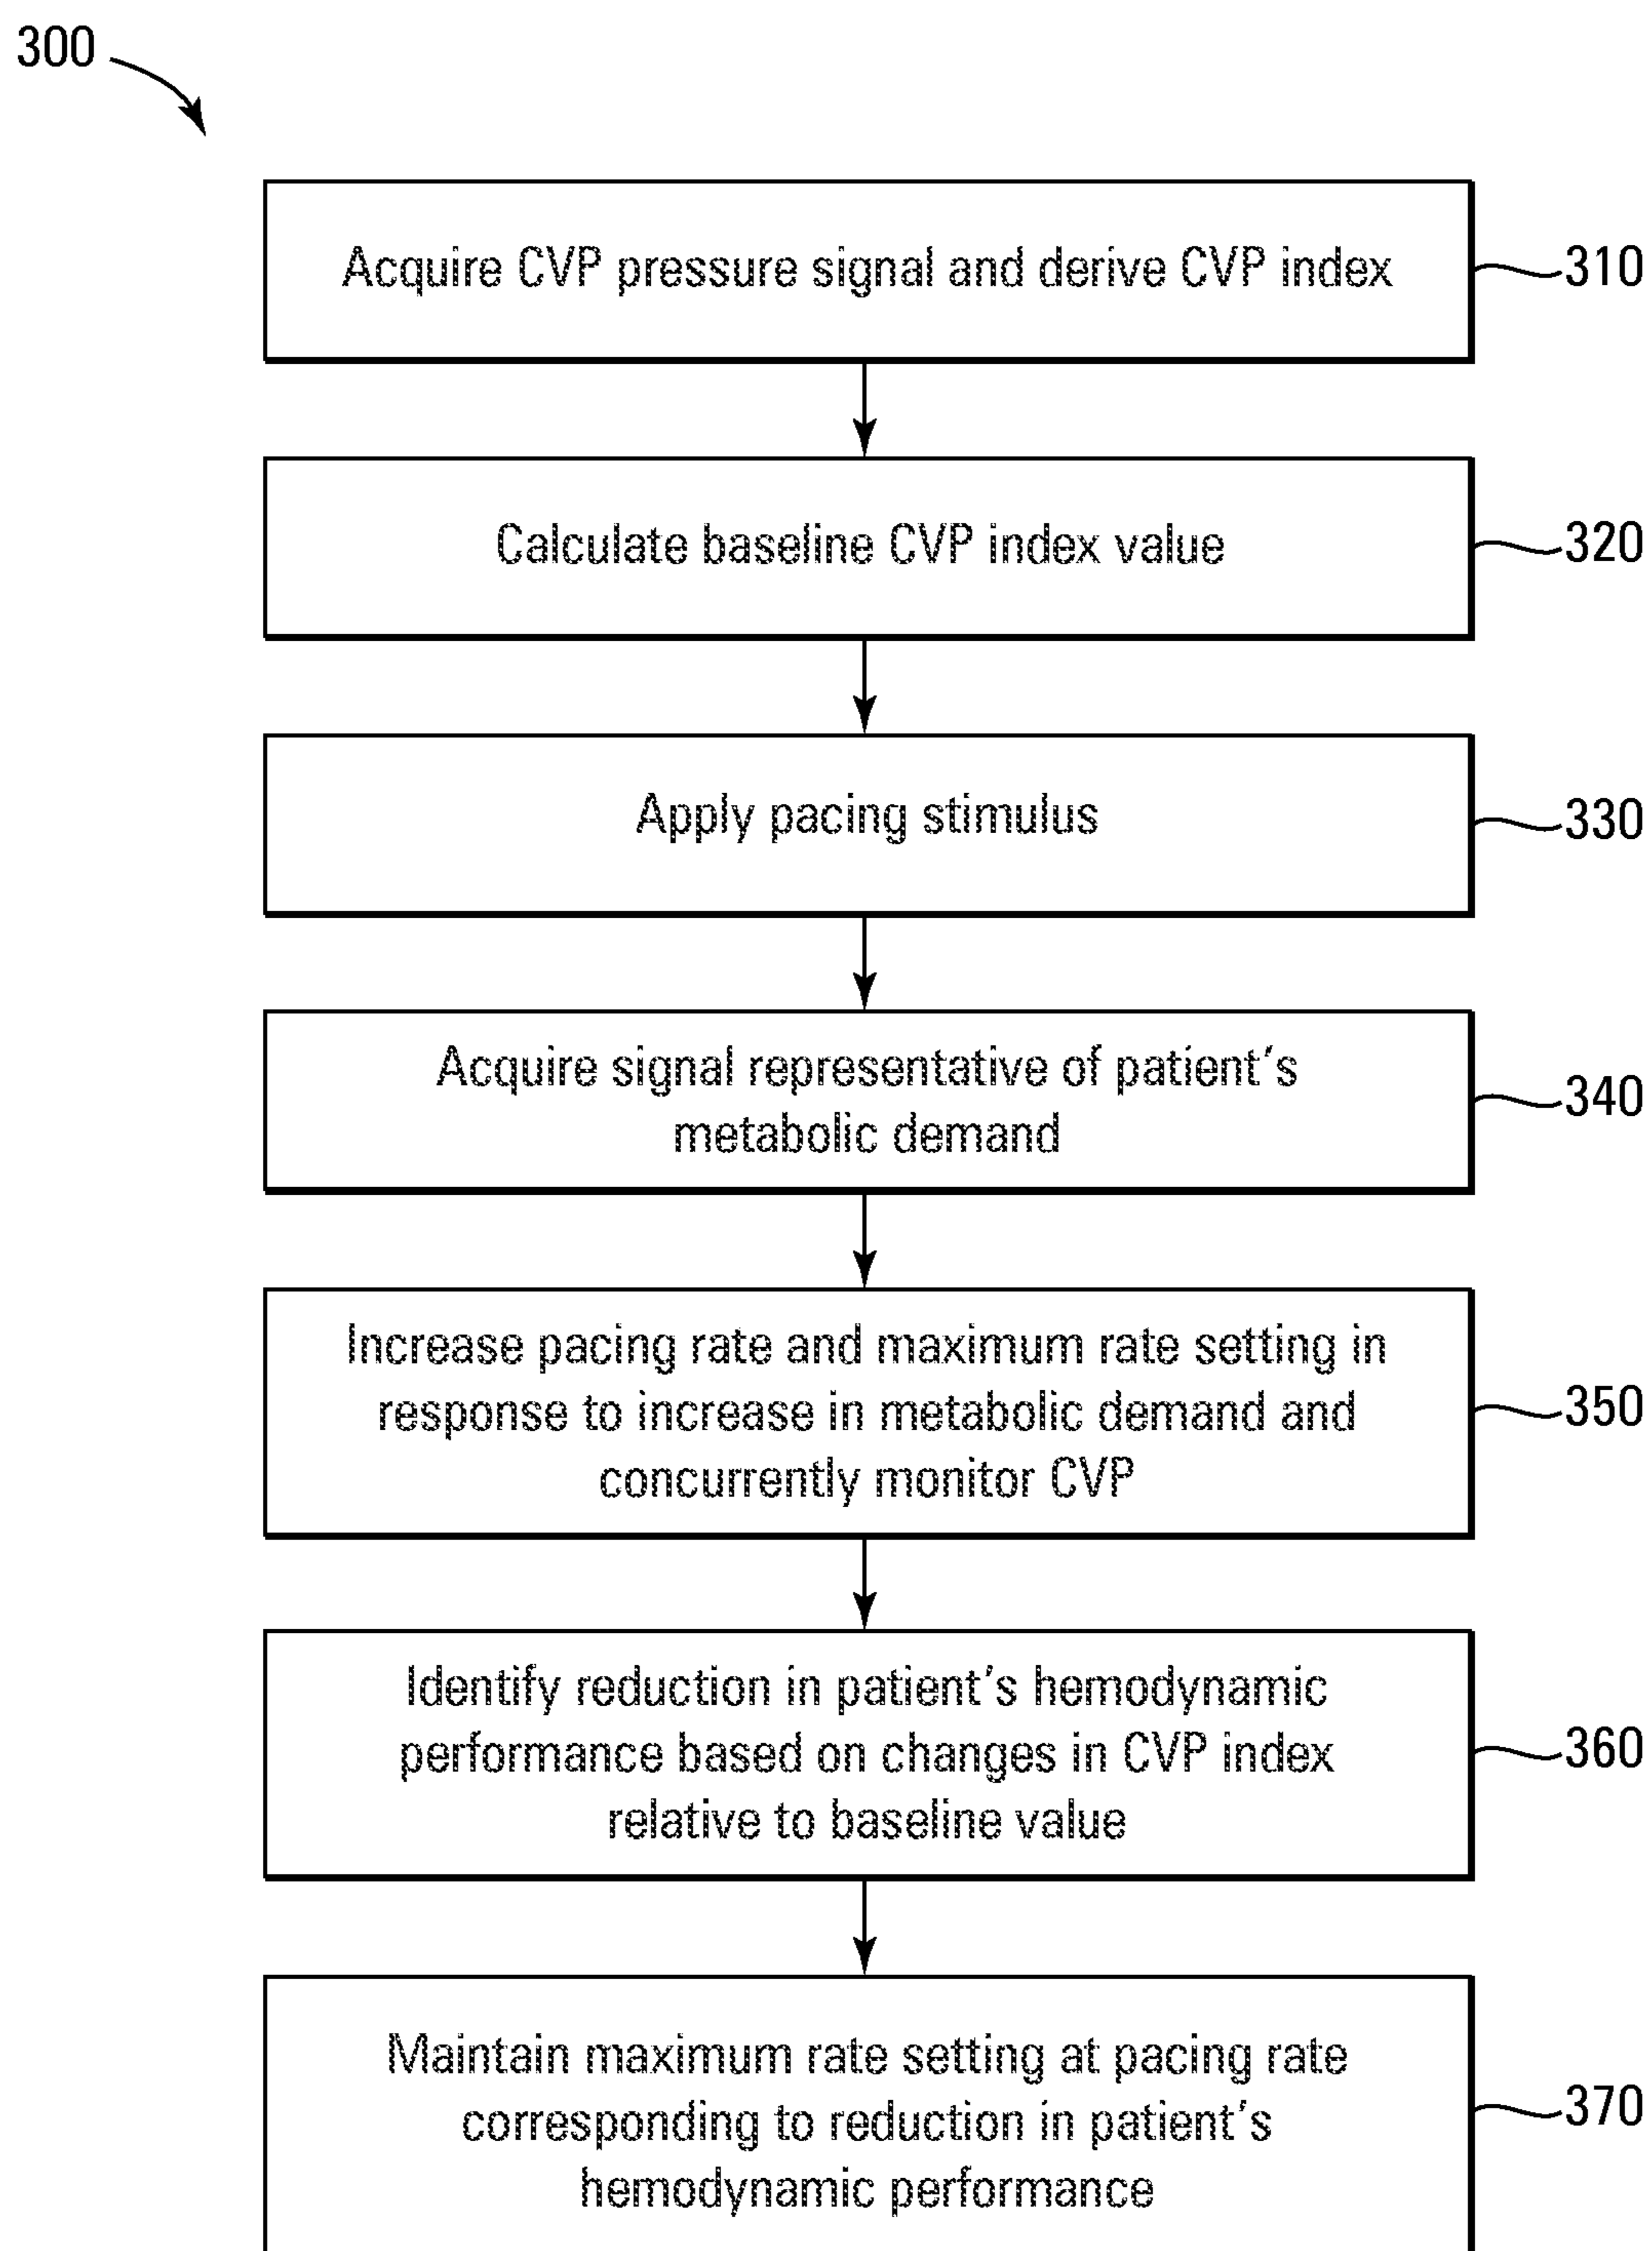 300
Acquire CVP pressure signal and derive CVP index
310
Calculate baseline CVP index value
320
Apply pacing stimulus
330
Acquire signal representative of patient's
metabolic demand
340
Increase pacing rate and maximum rate setting in
response to increase in metabolic demand and
concurrently monitor CVP
350
Identify reduction in patient's hemodynamic
performance based on changes in CVP index
relative to baseline value
360
Maintain maximum rate setting at pacing rate
corresponding to reduction in patient's
hemodynamic performance
370